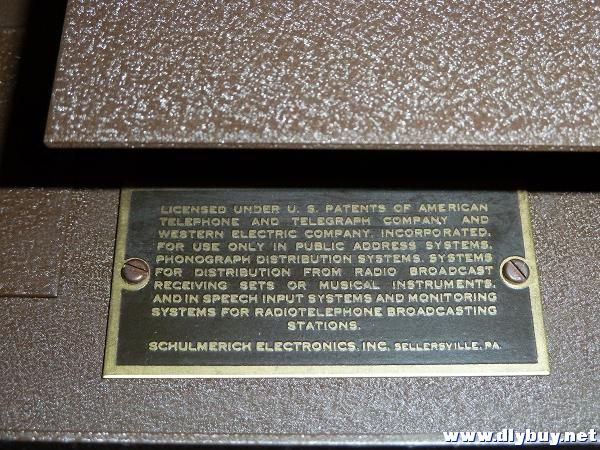 LICENSED UNDER U. S. PATENTS OF AMERICAN
TELEPHONE AND TELEGRAPH COMPANY AND
WESTERN ELECTRIC COMPANY, INCORPORATED.
FOR USE ONLY IN PUBLIC ADDRESS SYSTEMS,
PHONOGRAPH DISTRIBUTION SYSTEMS, SYSTEMS
FOR DISTRIBUTION FROM RADIO BROADCAST
RECEIVING SETS OR MUSICAL INSTRUMENTS,
AND IN SPEECH INPUT SYSTEMS AND MONITORING
SYSTEMS FOR RADIOTELEPHONE BROADCASTING
STATIONS.
SCHULMERICH ELECTRONICS, INC. SELLERSVILLE, PA.
www.dlybuy.net